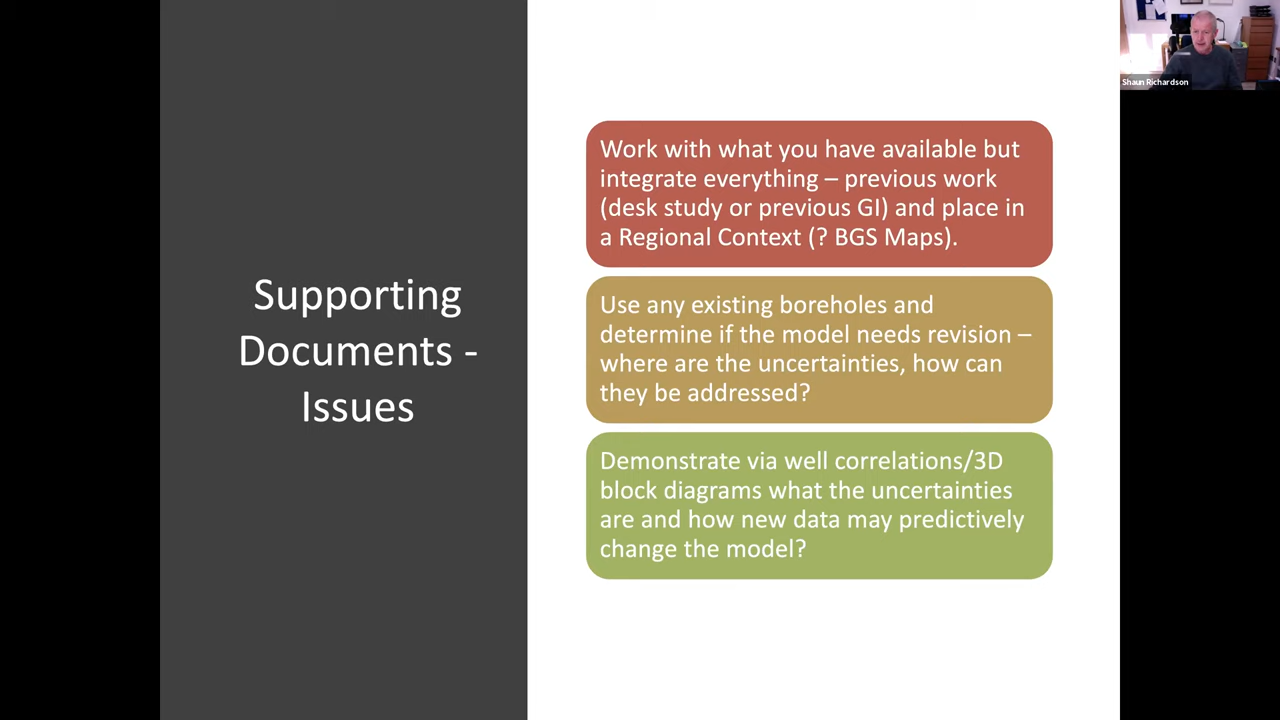 Supporting
Documents -
Issues
Work with what you have available but
integrate everything – previous work
(desk study or previous GI) and place in
a Regional Context (? BGS Maps).
Use any existing boreholes and
determine if the model needs revision –
where are the uncertainties, how can
they be addressed?
Demonstrate via well correlations/3D
block diagrams what the uncertainties
are and how new data may predictively
change the model?
Shaun Richardson